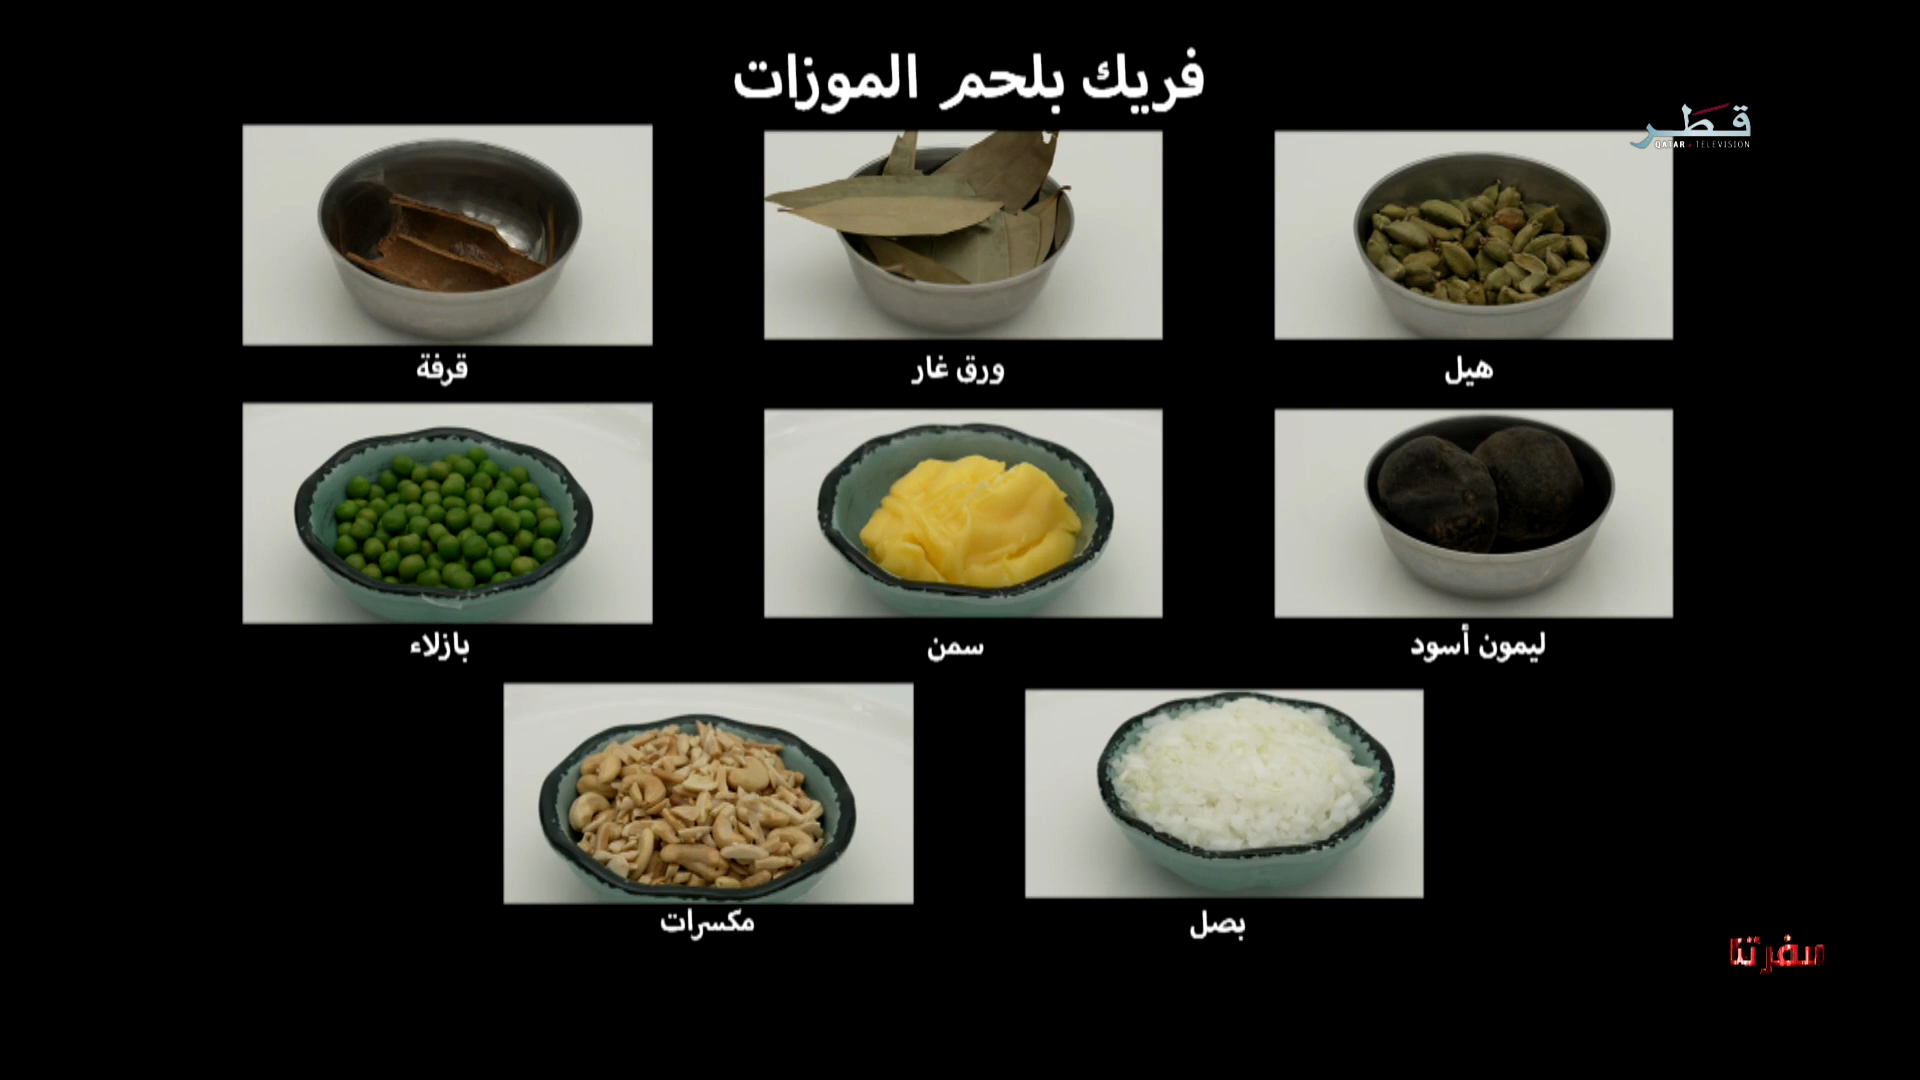 فريك بلحم الموزات
قطر
QATAR TELEVISION
هيل
ورق غار
قرفة
ليمون أسود
سمن
بازلاء
بصل
مكسرات
سفرتنا